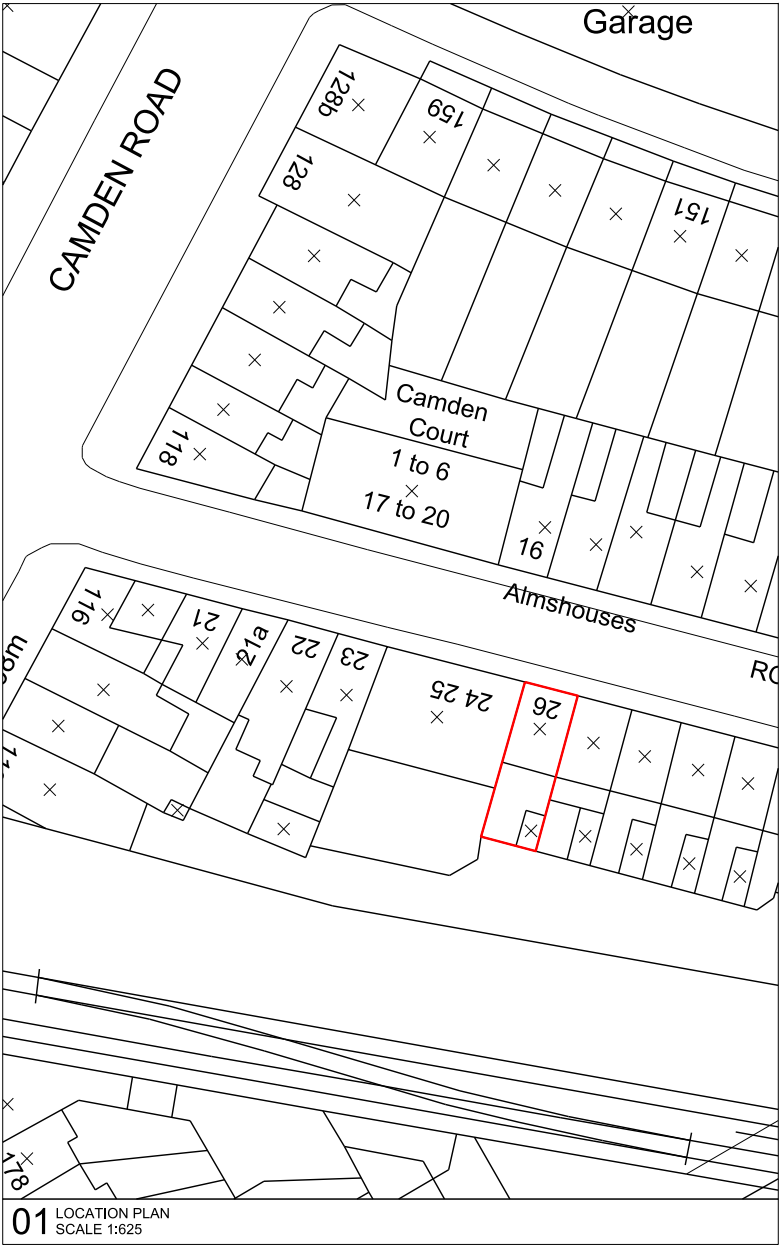 Garage
CAMDEN ROAD
128b
159
128
151
Camden
Court
118
1 to 6
17 to 20
16
Almshouses
116
21
21a
22
23
24 25
26
178
01 LOCATION PLAN
SCALE 1:625